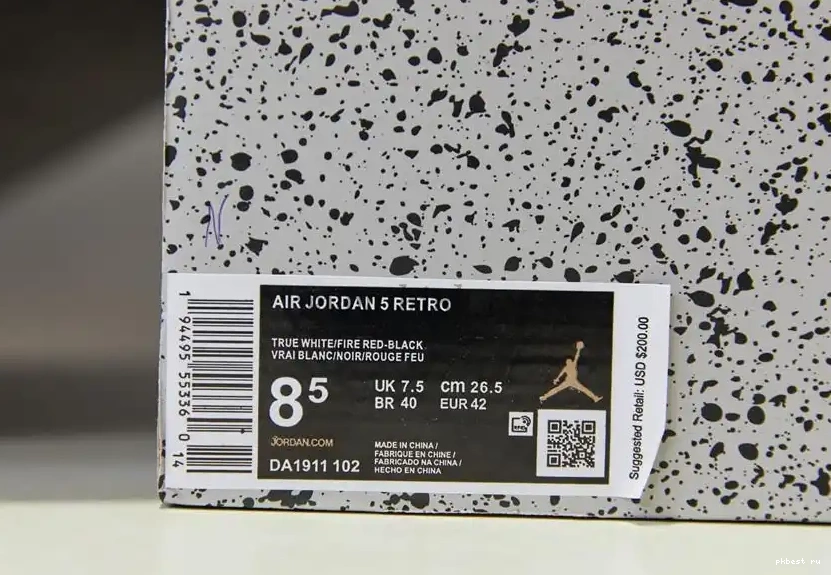 AIR JORDAN 5 RETRO
TRUE WHITE/FIRE RED-BLACK
VRAI BLANC/NOIR/ROUGE FEU
8 5
UK 7.5 cm 26.5
BR 40 EUR 42
JORDAN.COM
DA1911 102
MADE IN CHINA /
FABRIQUE EN CHINE /
FABRICADO NA CHINA /
HECHO EN CHINA
1 94495 55336 0 14
Suggested Retail: USD $200.00
pkbest ru